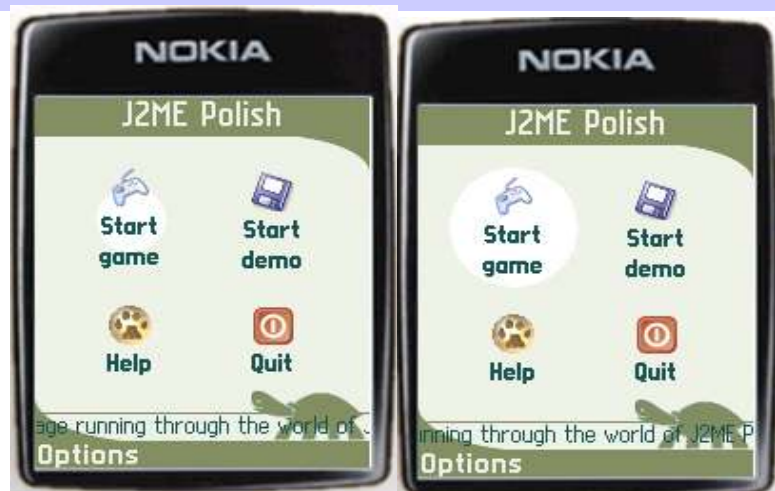 NOKIA
J2ME Polish
Start
game
Start
demo
Help
Quit
age running through the world of J
Options
NOKIA
J2ME Polish
Start
game
Start
demo
Help
Quit
nning through the world of J2ME P
Options